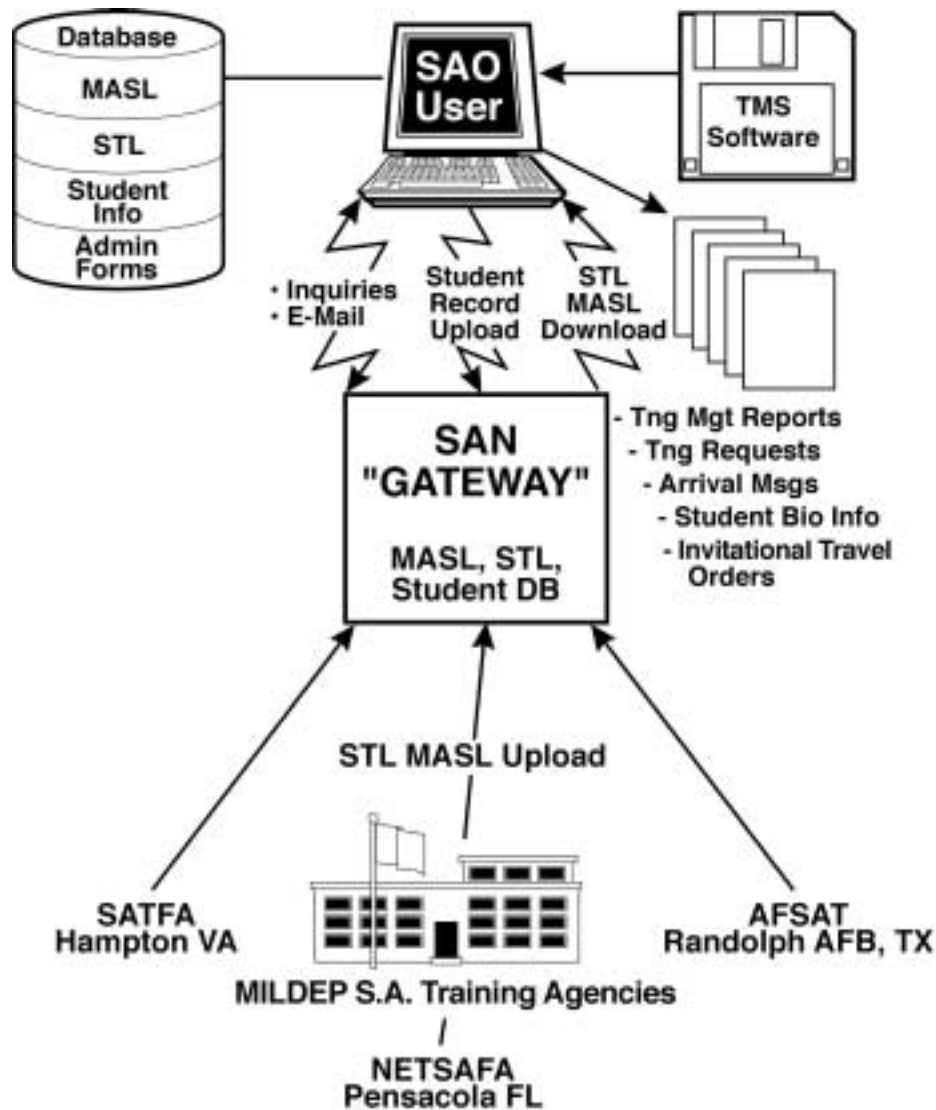 Database
MASL
STL
Student
Info
Admin
Forms
SAO
User
TMS
Software
• Inquiries
• E-Mail
Student
Record
Upload
STL
MASL
Download
SAN
"GATEWAY"
MASL, STL,
Student DB
- Tng Mgt Reports
- Tng Requests
- Arrival Msgs
- Student Bio Info
- Invitational Travel
Orders
STL MASL Upload
SATFA
Hampton VA
AFSAT
Randolph AFB, TX
MILDEP S.A. Training Agencies
NETSAFA
Pensacola FL